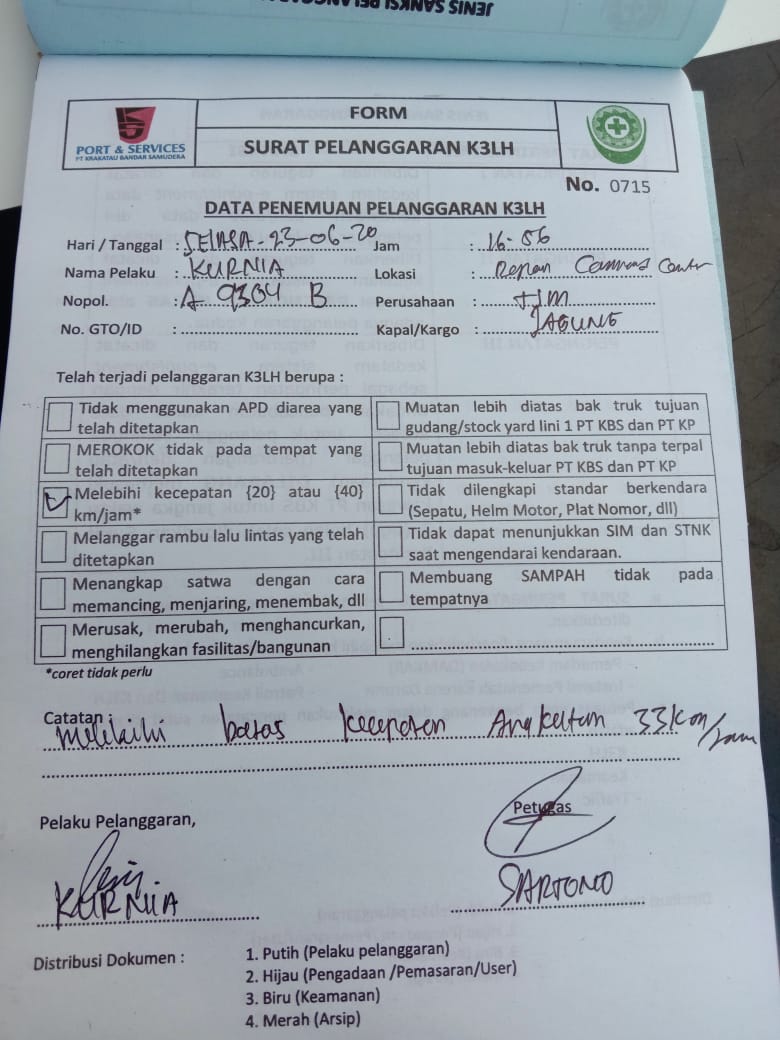 JENIS SANKSI PELANGGARAN
PORT & SERVICES
PT KRAKATAU BANDAR SAMUDERA
FORM
SURAT PELANGGARAN K3LH
No. 0715
DATA PENEMUAN PELANGGARAN K3LH
Hari / Tanggal : SELASA-23-06-20 Jam : 16-56
Nama Pelaku : KURNIA Lokasi : Depan Canvas Center
Nopol. : A 9304 B Perusahaan : TJM
No. GTO/ID : Kapal/Kargo : JAGUNG
Telah terjadi pelanggaran K3LH berupa :
Tidak menggunakan APD diarea yang telah ditetapkan
Muatan lebih diatas bak truk tujuan gudang/stock yard lini 1 PT KBS dan PT KP
MEROKOK tidak pada tempat yang telah ditetapkan
Muatan lebih diatas bak truk tanpa terpal tujuan masuk-keluar PT KBS dan PT KP
Melebihi kecepatan {20} atau {40} km/jam*
Tidak dilengkapi standar berkendara (Sepatu, Helm Motor, Plat Nomor, dll)
Melanggar rambu lalu lintas yang telah ditetapkan
Tidak dapat menunjukkan SIM dan STNK saat mengendarai kendaraan.
Menangkap satwa dengan cara memancing, menjaring, menembak, dll
Membuang SAMPAH tidak pada tempatnya
Merusak, merubah, menghancurkan, menghilangkan fasilitas/bangunan
*coret tidak perlu
Catatan :
melebihi batas kecepatan Angkutan 33 km/jam
Pelaku Pelanggaran,
Petugas
KURNIA
SARTONO
Distribusi Dokumen :
1. Putih (Pelaku pelanggaran)
2. Hijau (Pengadaan /Pemasaran/User)
3. Biru (Keamanan)
4. Merah (Arsip)